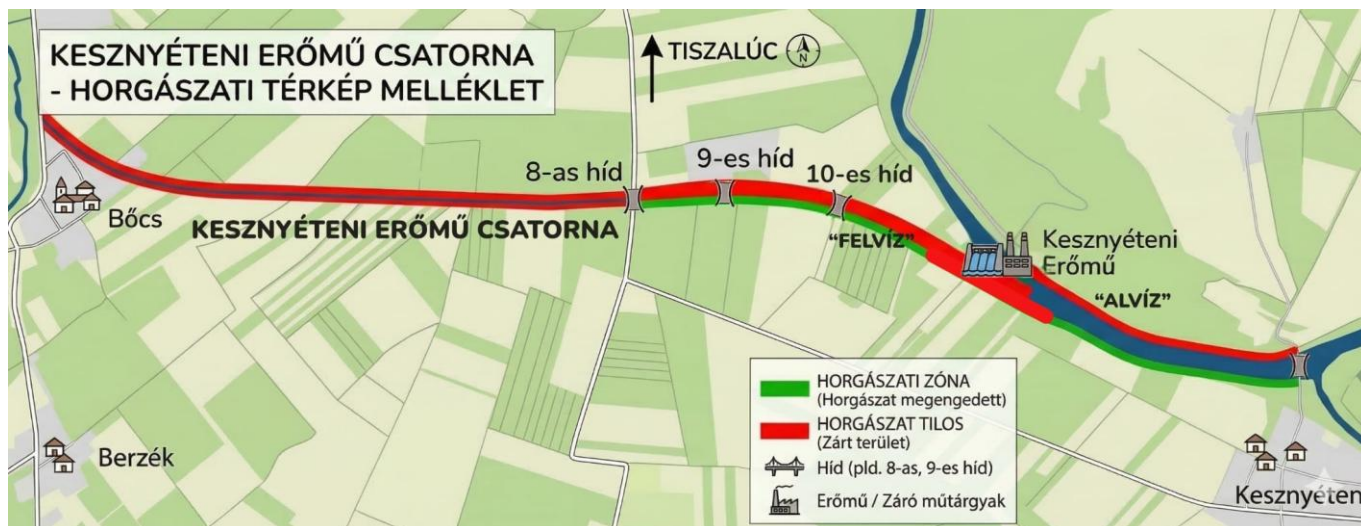 KESZNYÉTENI ERŐMŰ CSATORNA
- HORGÁSZATI TÉRKÉP MELLÉKLET
TISZALÚC
N
8-as híd
9-es híd
10-es híd
Bőcs
KESZNYÉTENI ERŐMŰ CSATORNA
“FELVÍZ”
Kesznyéteni
Erőmű
“ALVÍZ”
HORGÁSZATI ZÓNA
(Horgászat megengedett)
HORGÁSZAT TILOS
(Zárt terület)
Híd (pld. 8-as, 9-es híd)
Erőmű / Záró műtárgyak
Berzék
Kesznyéten